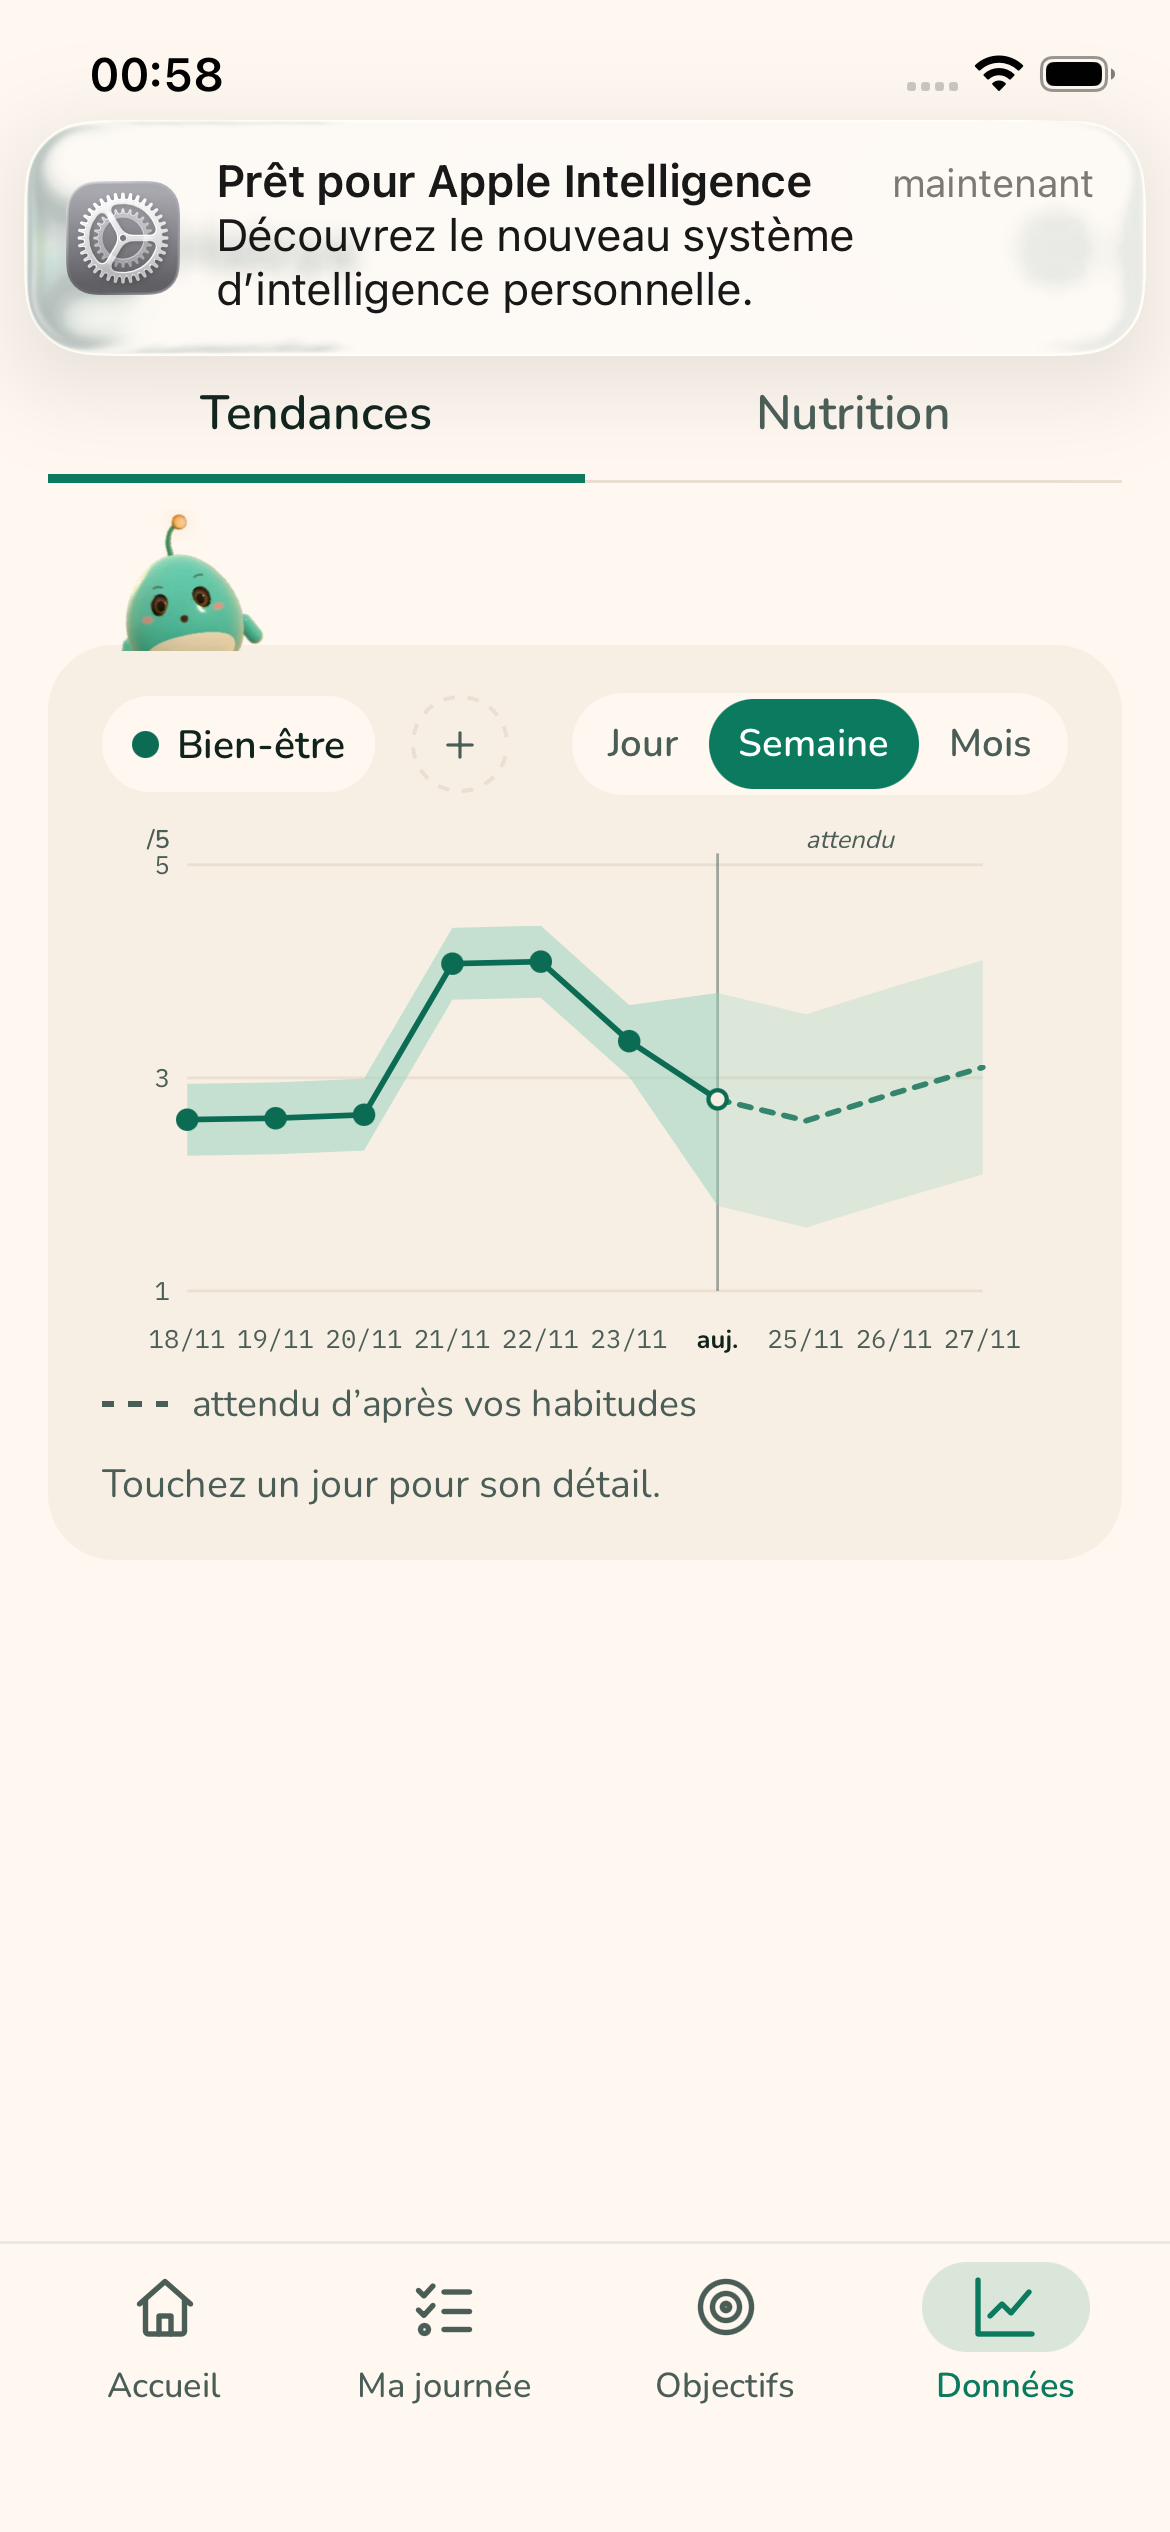 00:58
Prêt pour Apple Intelligence
maintenant
Découvrez le nouveau système
d’intelligence personnelle.
Tendances
Nutrition
Bien-être
+
Jour
Semaine
Mois
/5
attendu
5
3
1
18/11 19/11 20/11 21/11 22/11 23/11 auj. 25/11 26/11 27/11
attendu d’après vos habitudes
Touchez un jour pour son détail.
Accueil
Ma journée
Objectifs
Données